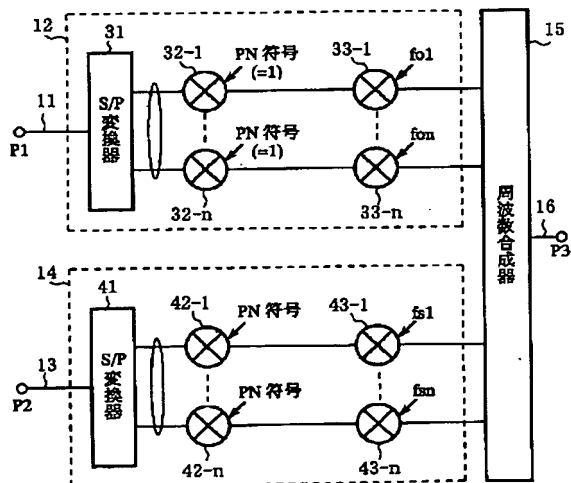 12
31
32-1
PN 符号
(=1)
33-1
fo1
15
11
P1
S/P
変換器
PN 符号
(=1)
fon
32-n
33-n
周波数合成器
16
P3
14
41
42-1
PN 符号
43-1
fs1
13
P2
S/P
変換器
PN 符号
fsn
42-n
43-n